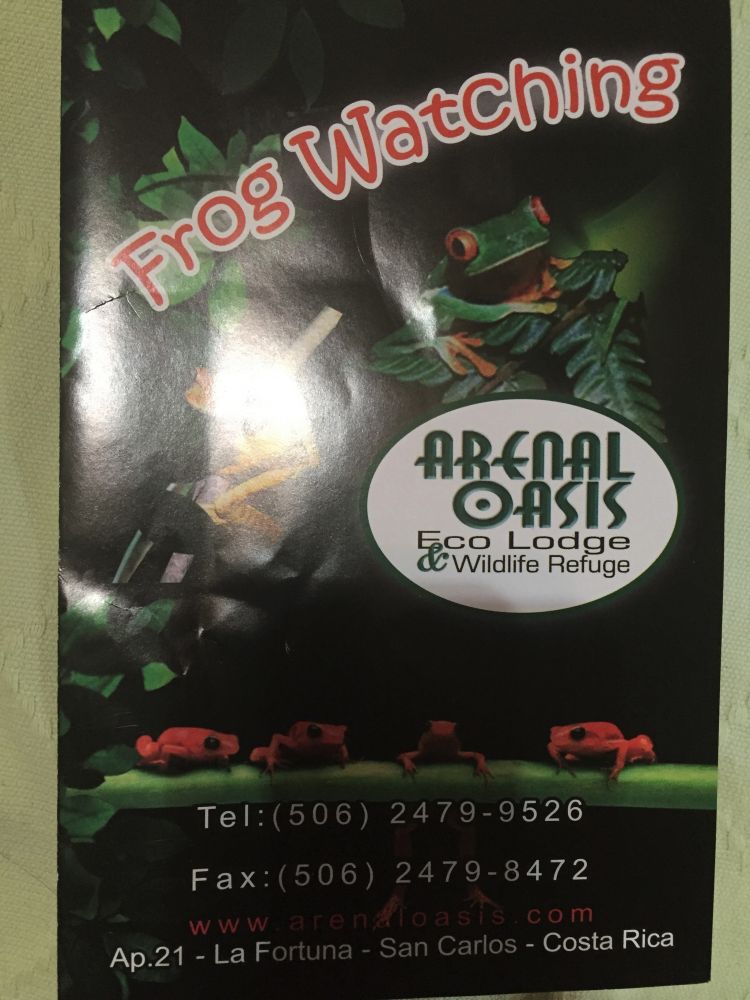 Frog Watching
ARENAL
OASIS
Eco Lodge
& Wildlife Refuge
Tel:(506) 2479-9526
Fax:(506) 2479-8472
www.arenaloasis.com
Ap.21 - La Fortuna - San Carlos - Costa Rica